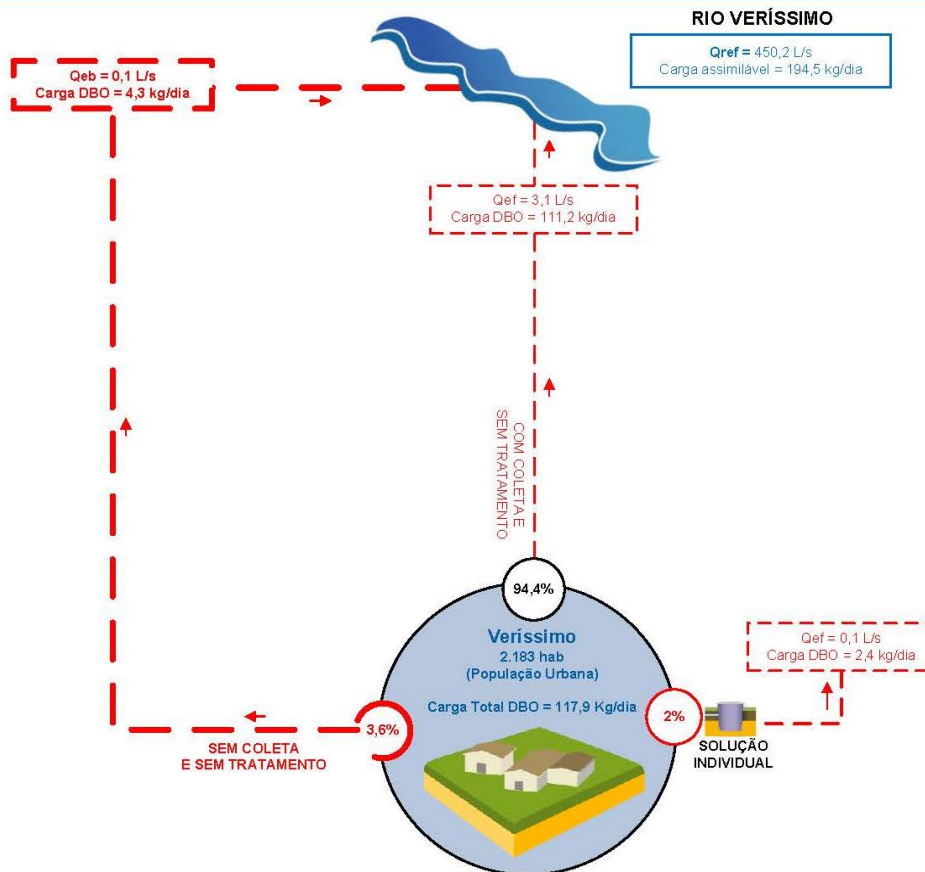 RIO VERÍSSIMO
Qref = 450,2 L/s
Carga assimilável = 194,5 kg/dia
Qeb = 0,1 L/s
Carga DBO = 4,3 kg/dia
Qef = 3,1 L/s
Carga DBO = 111,2 kg/dia
COM COLETA E
SEM TRATAMENTO
94,4%
Veríssimo
2.183 hab
(População Urbana)
Carga Total DBO = 117,9 Kg/dia
3,6%
SEM COLETA
E SEM TRATAMENTO
2%
SOLUÇÃO
INDIVIDUAL
Qef = 0,1 L/s
Carga DBO = 2,4 kg/dia